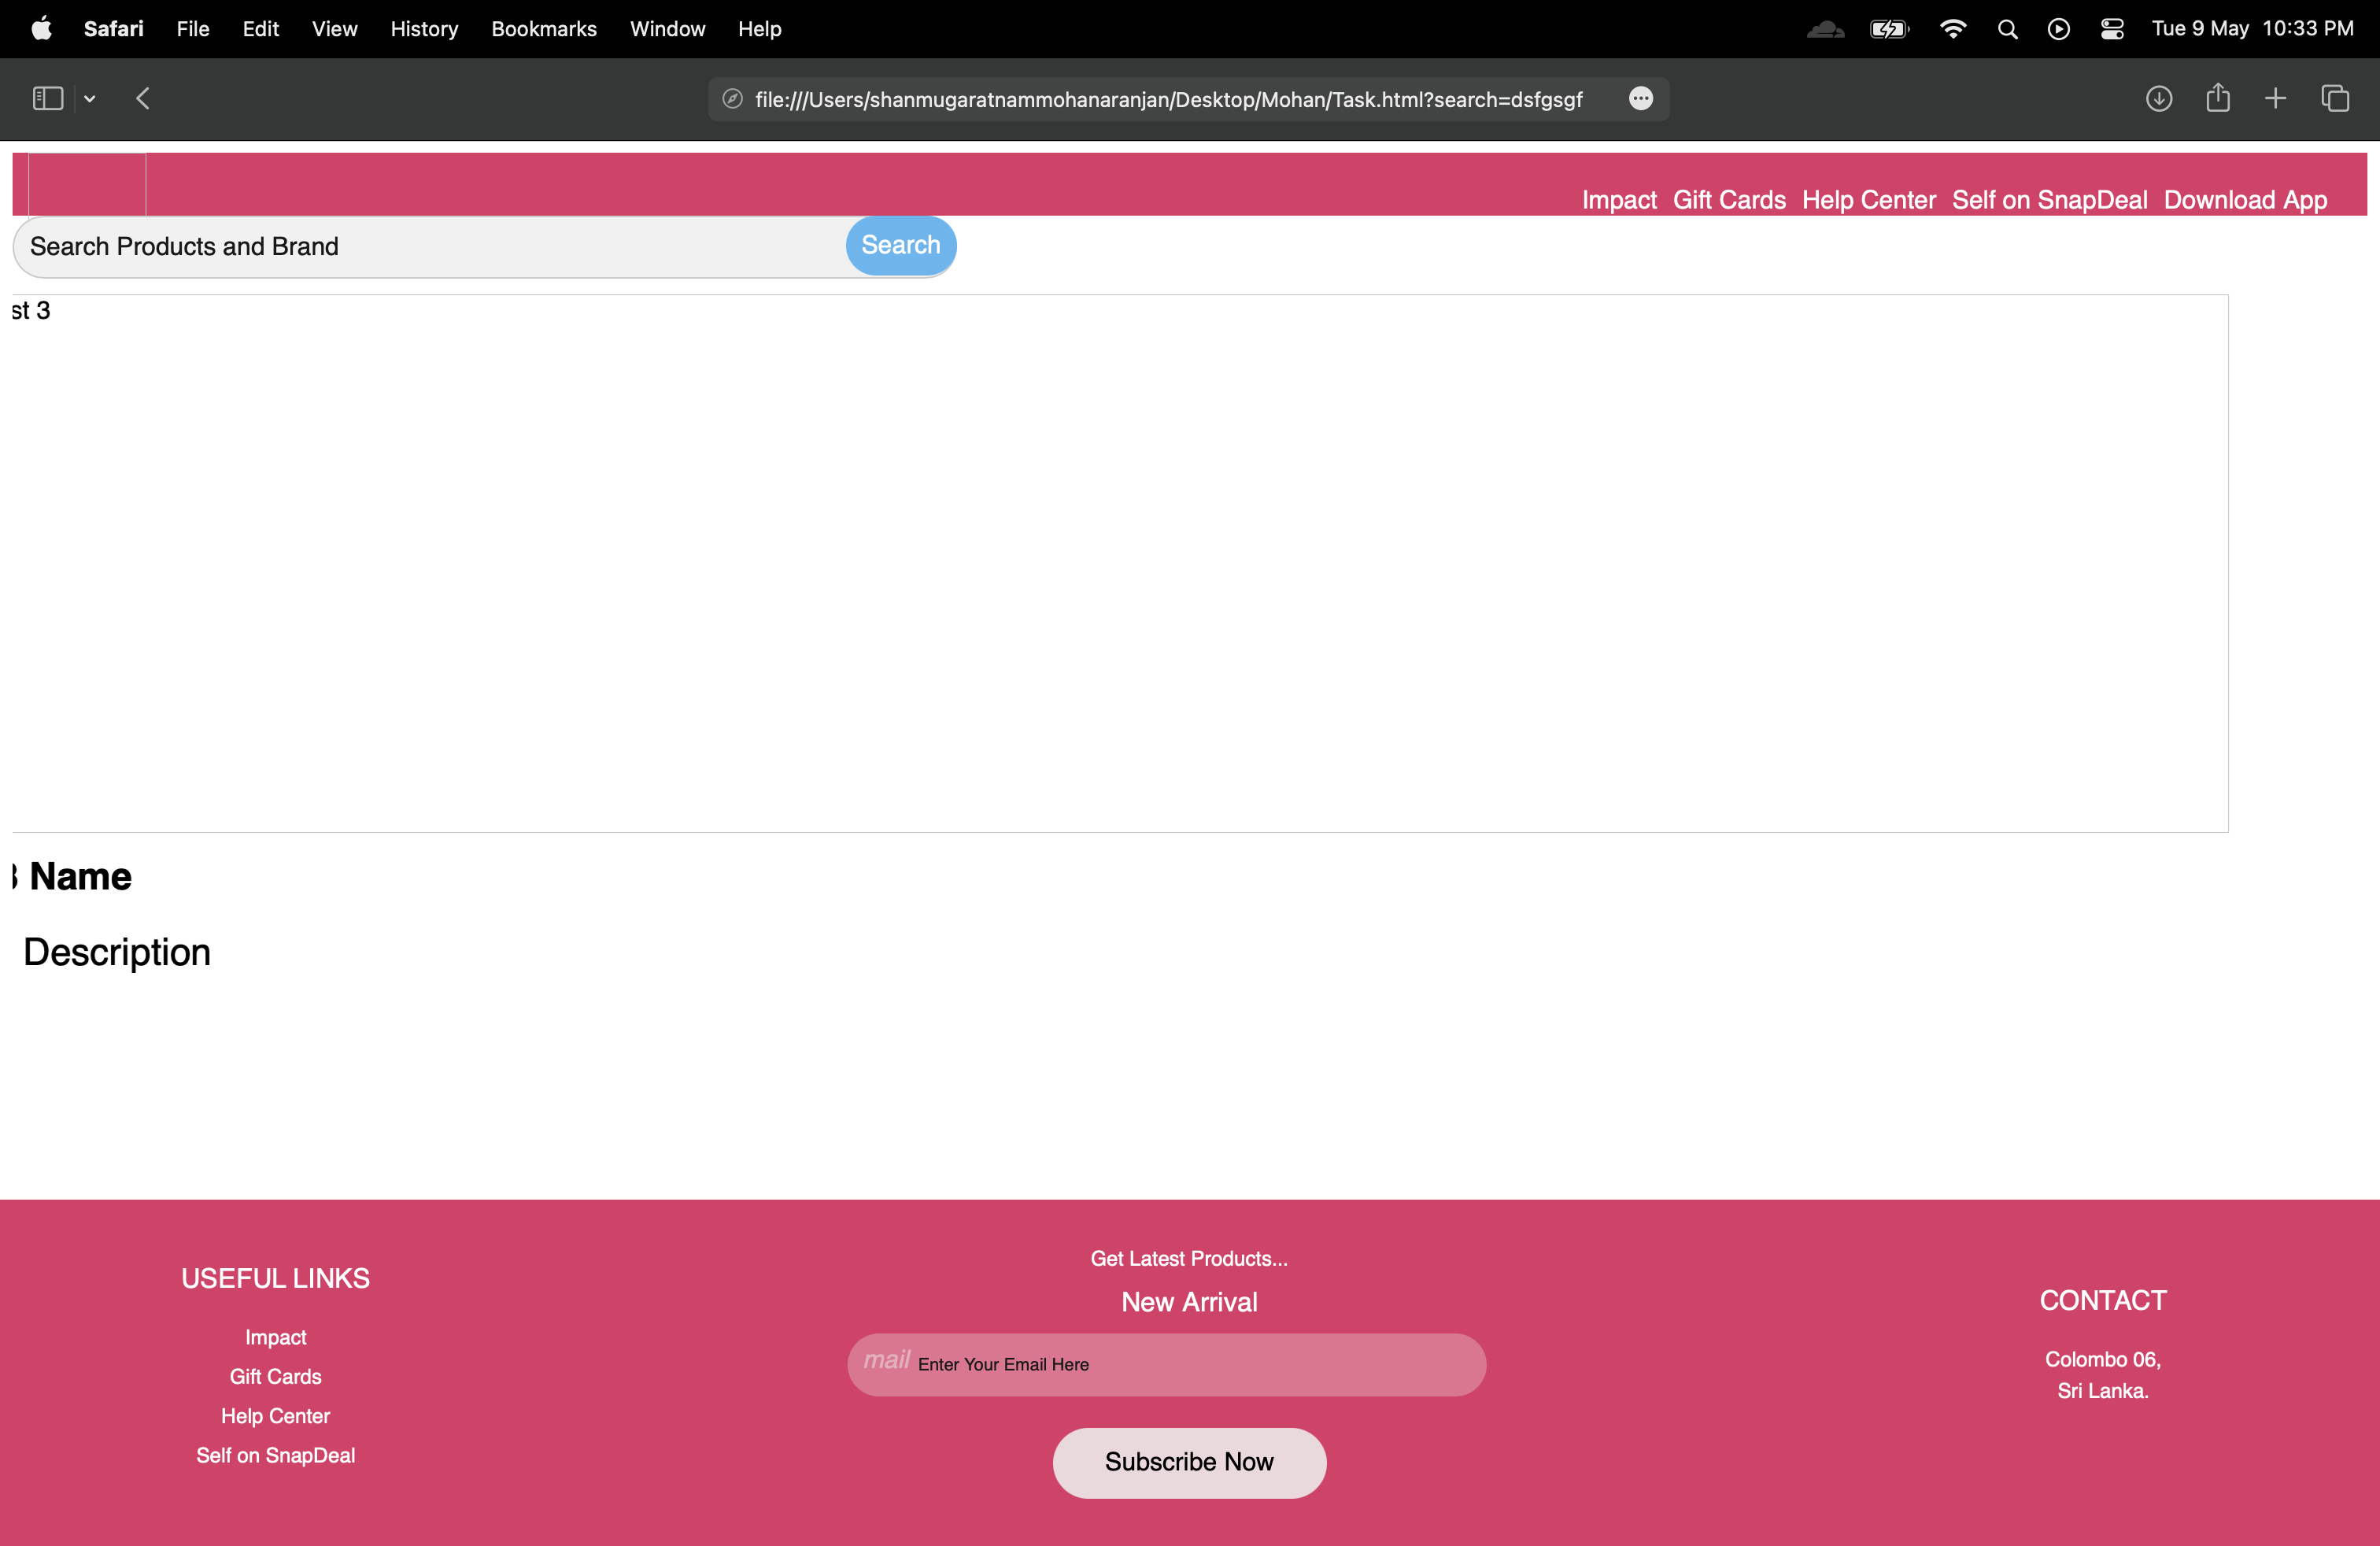 Safari File Edit View History Bookmarks Window Help Tue 9 May 10:33 PM
file:///Users/shanmugaratnammohanaranjan/Desktop/Mohan/Task.html?search=dsfgsgf
Impact Gift Cards Help Center Self on SnapDeal Download App
Search Products and Brand Search
st 3
3 Name
Description
USEFUL LINKS
Impact
Gift Cards
Help Center
Self on SnapDeal
Get Latest Products...
New Arrival
mail Enter Your Email Here
Subscribe Now
CONTACT
Colombo 06,
Sri Lanka.